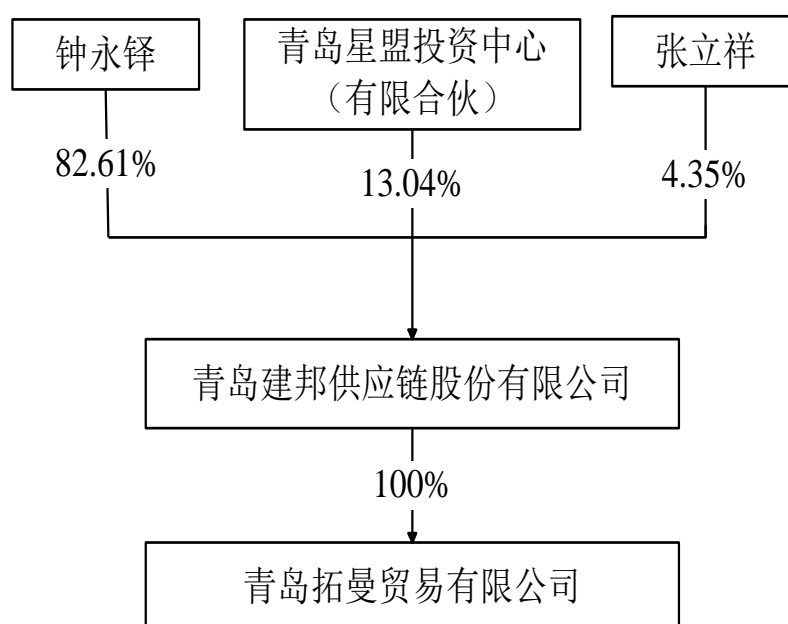 钟永铎
青岛星盟投资中心
（有限合伙）
张立祥
82.61%
13.04%
4.35%
青岛建邦供应链股份有限公司
100%
青岛拓曼贸易有限公司